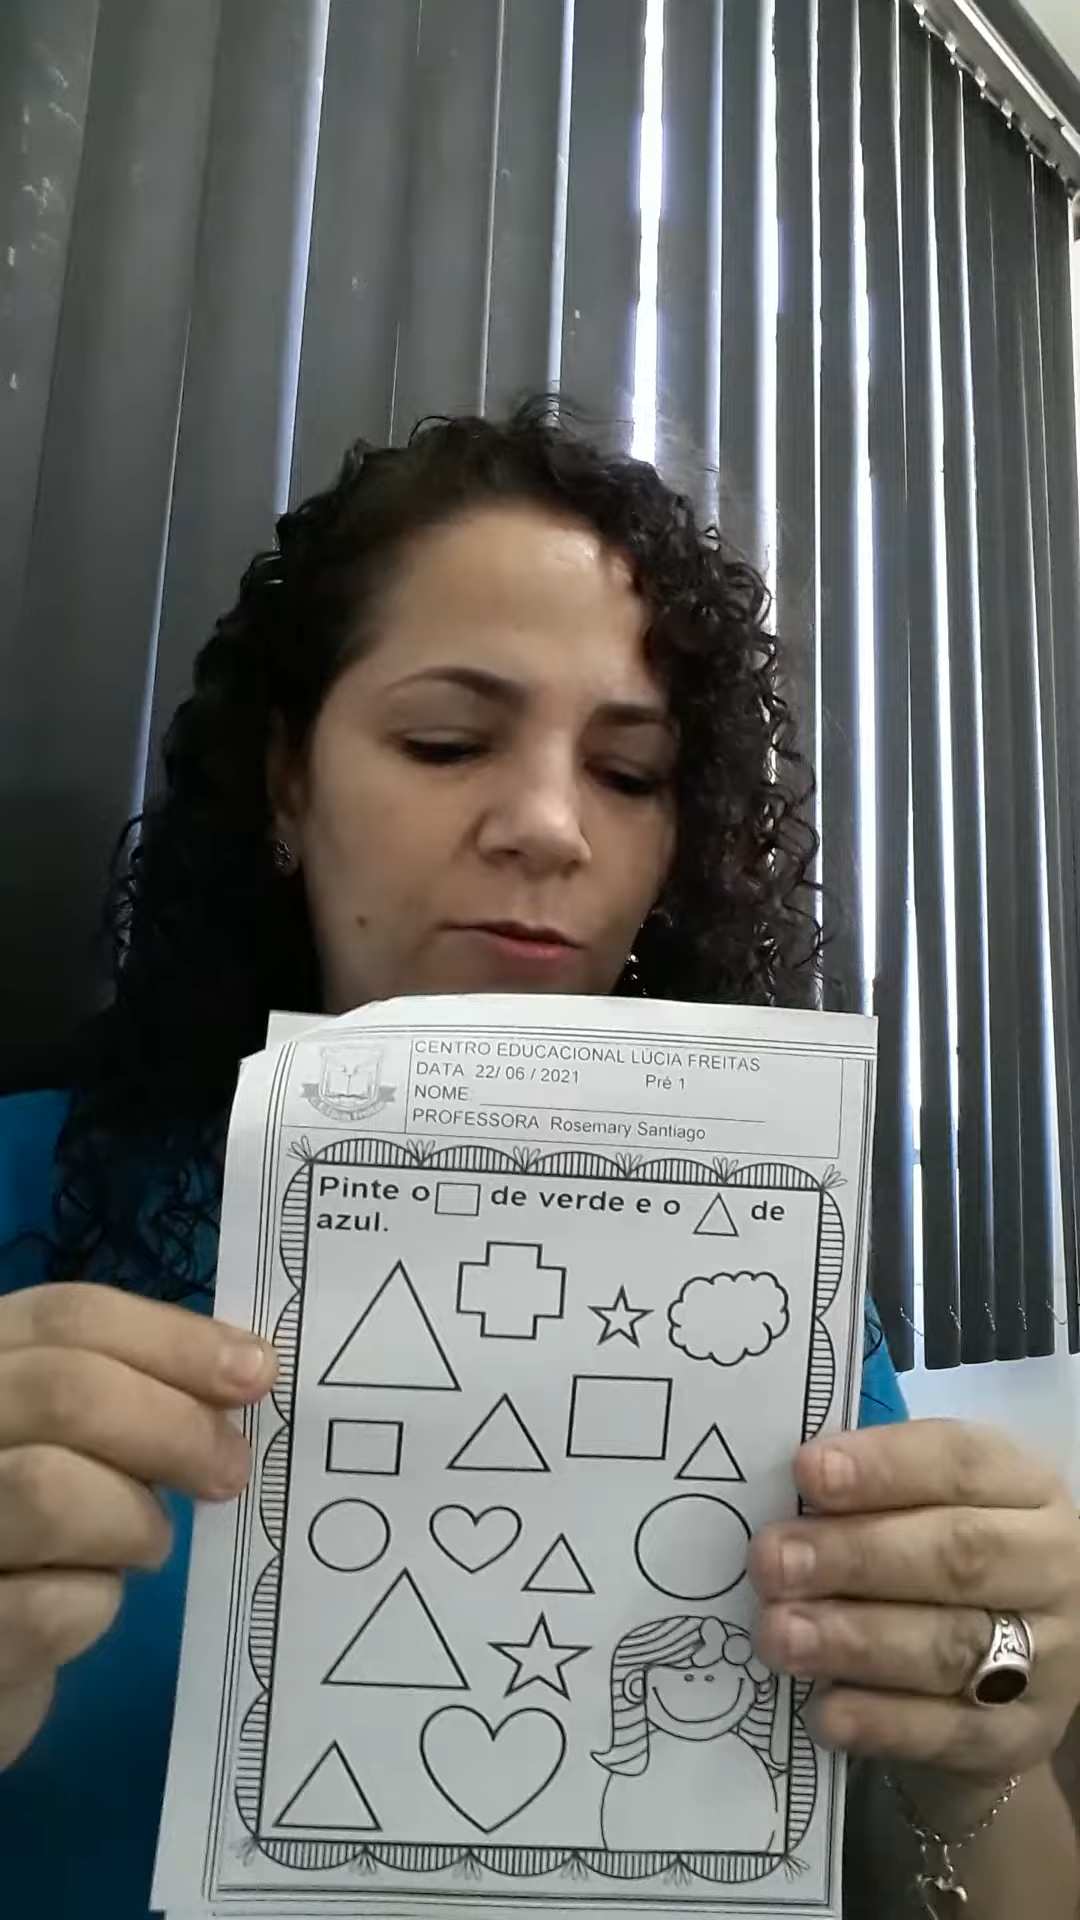 CENTRO EDUCACIONAL LÚCIA FREITAS
DATA 22/ 06 / 2021 Pré 1
NOME
PROFESSORA Rosemary Santiago
Pinte o de verde e o de
azul.